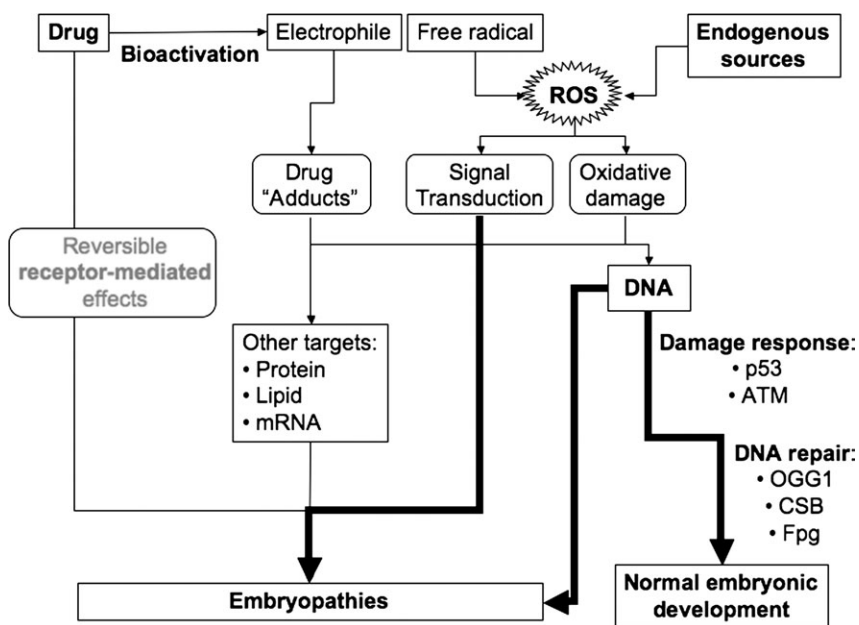 Drug
Bioactivation
Electrophile
Free radical
Endogenous
sources
ROS
Drug
“Adducts”
Signal
Transduction
Oxidative
damage
Reversible
receptor-mediated
effects
DNA
Other targets:
• Protein
• Lipid
• mRNA
Damage response:
• p53
• ATM
DNA repair:
• OGG1
• CSB
• Fpg
Embryopathies
Normal embryonic
development